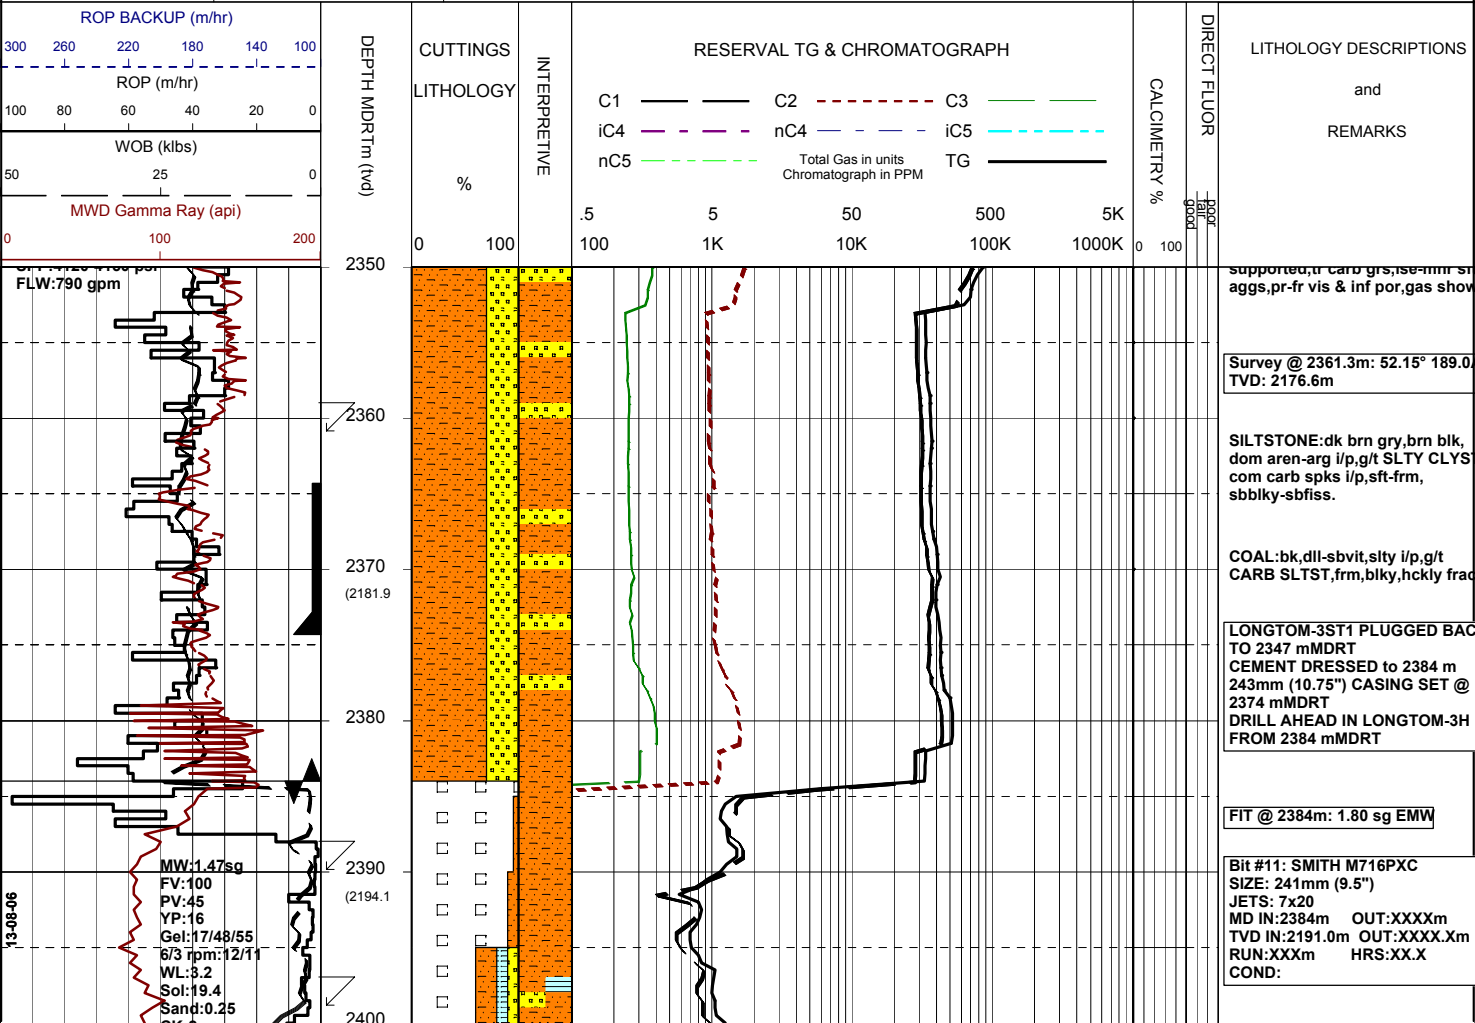 ROP BACKUP (m/hr)
300 260 220 180 140 100
ROP (m/hr)
100 80 60 40 20 0
WOB (klbs)
50 25 0
MWD Gamma Ray (api)
0 100 200
DEPTH MDRTm (tvd)
CUTTINGS
LITHOLOGY
%
0 100
INTERPRETIVE
RESERVAL TG & CHROMATOGRAPH
C1 C2 C3
iC4 nC4 iC5
nC5 Total Gas in units TG
Chromatograph in PPM
.5 5 50 500 5K
100 1K 10K 100K 1000K
CALCIMETRY %
0 100
DIRECT FLUOR
good fair poor
LITHOLOGY DESCRIPTIONS
and
REMARKS
FLW:790 gpm
2350
2360
2370
(2181.9
2380
2390
(2194.1
2400
13-08-06
MW:1.47sg
FV:100
PV:45
YP:16
Gel:17/48/55
6/3 rpm:12/11
WL:3.2
Sol:19.4
Sand:0.25
supported,tr carb grs,lse-mnr
aggs,pr-fr vis & inf por,gas show
Survey @ 2361.3m: 52.15° 189.0
TVD: 2176.6m
SILTSTONE:dk brn gry,brn blk,
dom aren-arg i/p,g/t SLTY CLYS
com carb spks i/p,sft-frm,
sbblky-sbfiss.
COAL:bk,dll-sbvit,slty i/p,g/t
CARB SLTST,frm,blky,hckly frac
LONGTOM-3ST1 PLUGGED BAC
TO 2347 mMDRT
CEMENT DRESSED to 2384 m
243mm (10.75") CASING SET @
2374 mMDRT
DRILL AHEAD IN LONGTOM-3H
FROM 2384 mMDRT
FIT @ 2384m: 1.80 sg EMW
Bit #11: SMITH M716PXC
SIZE: 241mm (9.5")
JETS: 7x20
MD IN:2384m OUT:XXXXm
TVD IN:2191.0m OUT:XXXX.Xm
RUN:XXXm HRS:XX.X
COND: